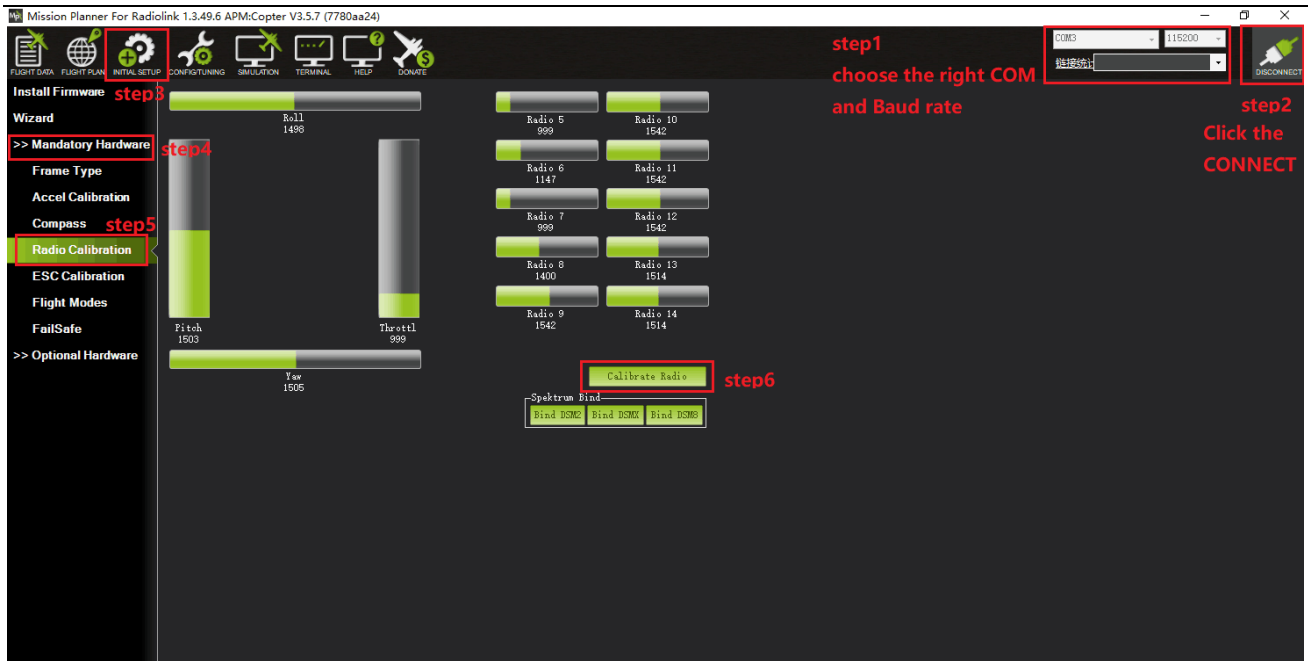 Mission Planner For Radiolink 1.3.49.6 APM:Copter V3.5.7 (7780aa24)
FLIGHT DATA
FLIGHT PLAN
INITIAL SETUP
CONFIG/TUNING
SIMULATION
TERMINAL
HELP
DONATE
step1
choose the right COM
and Baud rate
COM3
115200
链接统计
DISCONNECT
step2
Click the
CONNECT
step3
Install Firmware
Wizard
>> Mandatory Hardware
step4
Frame Type
Accel Calibration
Compass
step5
Radio Calibration
ESC Calibration
Flight Modes
FailSafe
>> Optional Hardware
Roll
1498
Pitch
1503
Throttl
999
Yaw
1505
Radio 5
999
Radio 10
1542
Radio 6
1147
Radio 11
1542
Radio 7
999
Radio 12
1542
Radio 8
1400
Radio 13
1514
Radio 9
1542
Radio 14
1514
Calibrate Radio
step6
Spektrum Bind
Bind DSM2
Bind DSMX
Bind DSM8